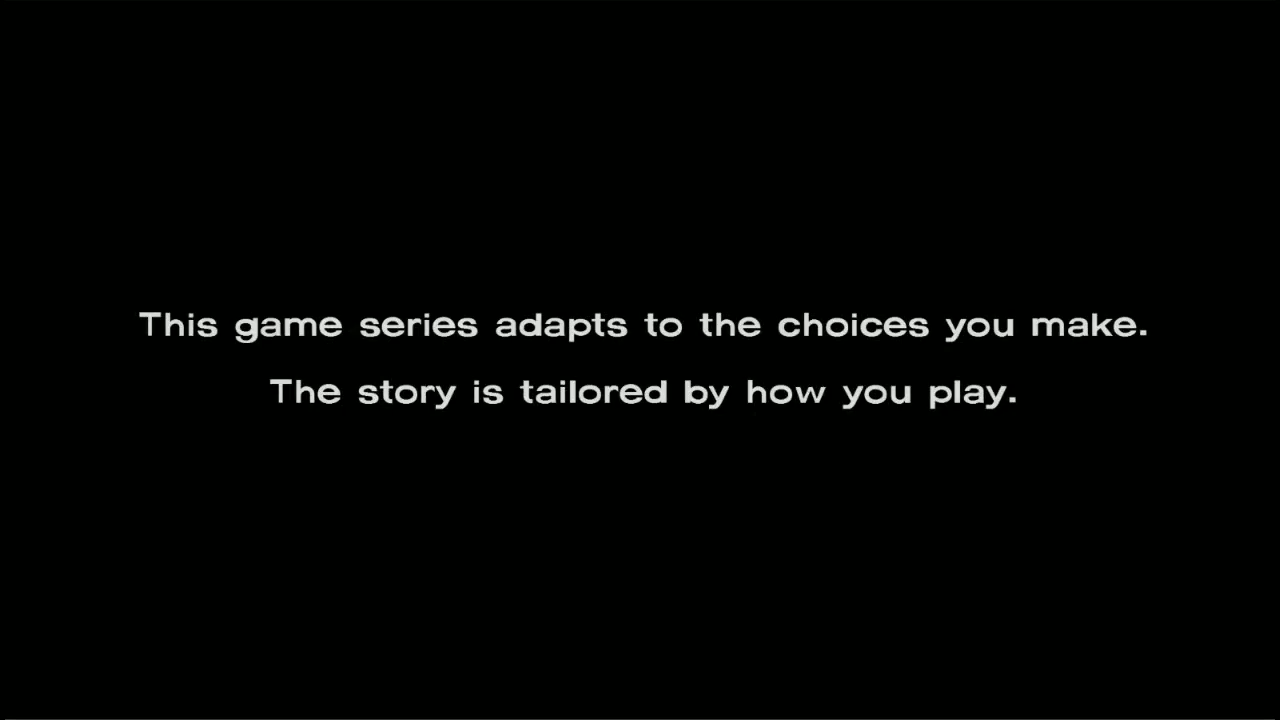 This game series adapts to the choices you make.
The story is tailored by how you play.